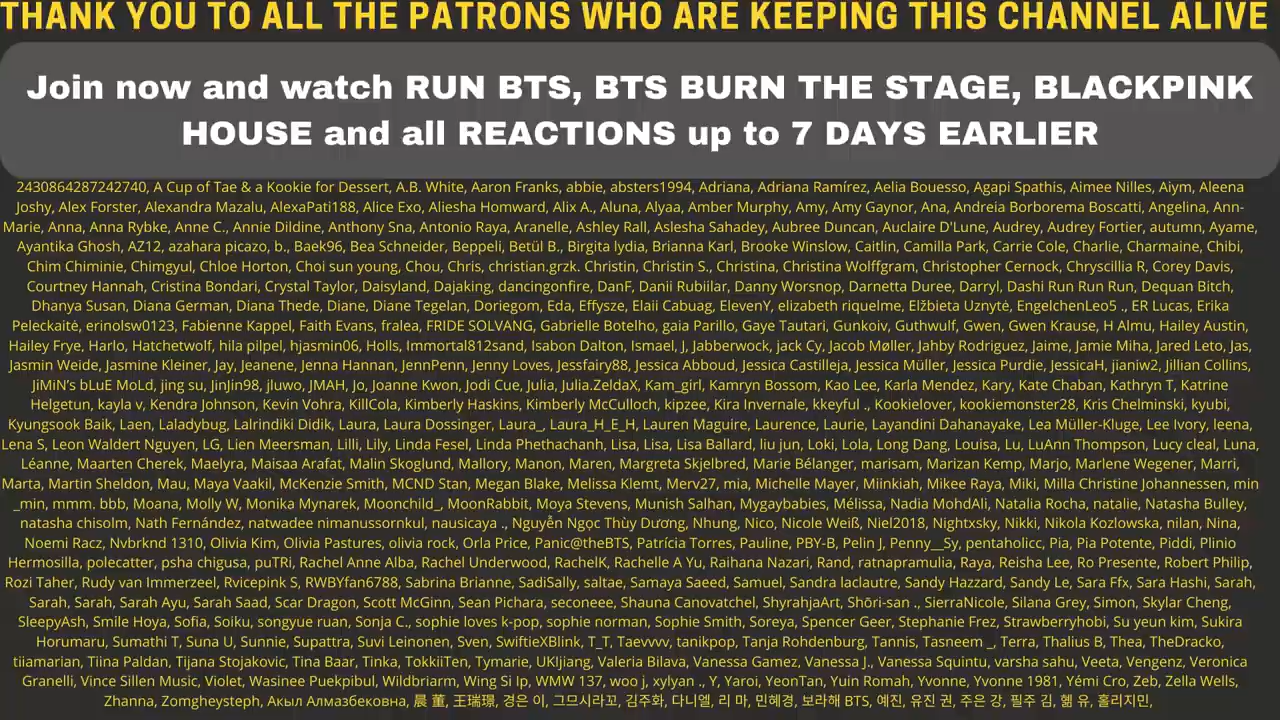 THANK YOU TO ALL THE PATRONS WHO ARE KEEPING THIS CHANNEL ALIVE
Join now and watch RUN BTS, BTS BURN THE STAGE, BLACKPINK
HOUSE and all REACTIONS up to 7 DAYS EARLIER
2430864287242740, A Cup of Tae & a Kookie for Dessert, A.B. White, Aaron Franks, abbie, absters1994, Adriana, Adriana Ramírez, Aelia Bouesso, Agapi Spathis, Aimee Nilles, Aiym, Aleena
Joshy, Alex Forster, Alexandra Mazalu, AlexaPati188, Alice Exo, Aliesha Homward, Alix A., Aluna, Alyaa, Amber Murphy, Amy, Amy Gaynor, Ana, Andreia Borborema Boscatti, Angelina, Ann-
Marie, Anna, Anna Rybke, Anne C., Annie Dildine, Anthony Sna, Antonio Raya, Aranelle, Ashley Rall, Aslesha Sahadey, Aubree Duncan, Auclaire D'Lune, Audrey, Audrey Fortier, autumn, Ayame,
Ayantika Ghosh, AZ12, azahara picazo, b., Baek96, Bea Schneider, Beppeli, Betül B., Birgita lydia, Brianna Karl, Brooke Winslow, Caitlin, Camilla Park, Carrie Cole, Charlie, Charmaine, Chibi,
Chim Chiminie, Chimgyul, Chloe Horton, Choi sun young, Chou, Chris, christian.grzk. Christin, Christin S., Christina, Christina Wolffgram, Christopher Cernock, Chryscillia R, Corey Davis,
Courtney Hannah, Cristina Bondari, Crystal Taylor, Daisyland, Dajaking, dancingonfire, DanF, Danii Rubiilar, Danny Worsnop, Darnetta Duree, Darryl, Dashi Run Run Run, Dequan Bitch,
Dhanya Susan, Diana German, Diana Thede, Diane, Diane Tegelan, Doriegom, Eda, Effysze, Elaii Cabuag, ElevenY, elizabeth riquelme, Elžbieta Uznytė, EngelchenLeo5 ., ER Lucas, Erika
Peleckaitė, erinolsw0123, Fabienne Kappel, Faith Evans, fralea, FRIDE SOLVANG, Gabrielle Botelho, gaia Parillo, Gaye Tautari, Gunkoiv, Guthwulf, Gwen, Gwen Krause, H Almu, Hailey Austin,
Hailey Frye, Harlo, Hatchetwolf, hila pilpel, hjasmin06, Holls, Immortal812sand, Isabon Dalton, Ismael, J, Jabberwock, jack Cy, Jacob Møller, Jahby Rodriguez, Jaime, Jamie Miha, Jared Leto, Jas,
Jasmin Weide, Jasmine Kleiner, Jay, Jeanene, Jenna Hannan, JennPenn, Jenny Loves, Jessfairy88, Jessica Abboud, Jessica Castilleja, Jessica Müller, Jessica Purdie, JessicaH, jianiw2, Jillian Collins,
JiMiN's bLuE MoLd, jing su, JinJin98, jluwo, JMAH, Jo, Joanne Kwon, Jodi Cue, Julia, Julia.ZeldaX, Kam_girl, Kamryn Bossom, Kao Lee, Karla Mendez, Kary, Kate Chaban, Kathryn T, Katrine
Helgetun, kayla v, Kendra Johnson, Kevin Vohra, KillCola, Kimberly Haskins, Kimberly McCulloch, kipzee, Kira Invernale, kkeyful ., Kookielover, kookiemonster28, Kris Chelminski, kyubi,
Kyungsook Baik, Laen, Laladybug, Lalrindiki Didik, Laura, Laura Dossinger, Laura_, Laura_H_E_H, Lauren Maguire, Laurence, Laurie, Layandini Dahanayake, Lea Müller-Kluge, Lee Ivory, leena,
Lena S, Leon Waldert Nguyen, LG, Lien Meersman, Lilli, Lily, Linda Fesel, Linda Phethachanh, Lisa, Lisa, Lisa Ballard, liu jun, Loki, Lola, Long Dang, Louisa, Lu, LuAnn Thompson, Lucy cleal, Luna,
Léanne, Maarten Cherek, Maelyra, Maisaa Arafat, Malin Skoglund, Mallory, Manon, Maren, Margreta Skjelbred, Marie Bélanger, marisam, Marizan Kemp, Marjo, Marlene Wegener, Marri,
Marta, Martin Sheldon, Mau, Maya Vaakil, McKenzie Smith, MCND Stan, Megan Blake, Melissa Klemt, Merv27, mia, Michelle Mayer, Miinkiah, Mikee Raya, Miki, Milla Christine Johannessen, min
_min, mmm. bbb, Moana, Molly W, Monika Mynarek, Moonchild_, MoonRabbit, Moya Stevens, Munish Salhan, Mygaybabies, Mélissa, Nadia MohdAli, Natalia Rocha, natalie, Natasha Bulley,
natasha chisolm, Nath Fernández, natwadee nimanussornkul, nausicaya ., Nguyễn Ngọc Thùy Dương, Nhung, Nico, Nicole Weiß, Niel2018, Nightxsky, Nikki, Nikola Kozlowska, nilan, Nina,
Noemi Racz, Nvbrknd 1310, Olivia Kim, Olivia Pastures, olivia rock, Orla Price, Panic@theBTS, Patrícia Torres, Pauline, PBY-B, Pelin J, Penny__Sy, pentaholicc, Pia, Pia Potente, Piddi, Plinio
Hermosilla, polecatter, psha chigusa, puTRi, Rachel Anne Alba, Rachel Underwood, RachelK, Rachelle A Yu, Raihana Nazari, Rand, ratnapramulia, Raya, Reisha Lee, Ro Presente, Robert Philip,
Rozi Taher, Rudy van Immerzeel, Rvicepink S, RWBYfan6788, Sabrina Brianne, SadiSally, saltae, Samaya Saeed, Samuel, Sandra laclautre, Sandy Hazzard, Sandy Le, Sara Ffx, Sara Hashi, Sarah,
Sarah, Sarah, Sarah Ayu, Sarah Saad, Scar Dragon, Scott McGinn, Sean Pichara, seconeee, Shauna Canovatchel, ShyrahjaArt, Shōri-san ., SierraNicole, Silana Grey, Simon, Skylar Cheng,
SleepyAsh, Smile Hoya, Sofia, Soiku, songyue ruan, Sonja C., sophie loves k-pop, sophie norman, Sophie Smith, Soreya, Spencer Geer, Stephanie Frez, Strawberryhobi, Su yeun kim, Sukira
Horumaru, Sumathi T, Suna U, Sunnie, Supattra, Suvi Leinonen, Sven, SwiftieXBlink, T_T, Taevvvv, tanikpop, Tanja Rohdenburg, Tannis, Tasneem _, Terra, Thalius B, Thea, TheDracko,
tiiamarian, Tiina Paldan, Tijana Stojakovic, Tina Baar, Tinka, TokkiiTen, Tymarie, UKIjiang, Valeria Bilava, Vanessa Gamez, Vanessa J., Vanessa Squintu, varsha sahu, Veeta, Vengenz, Veronica
Granelli, Vince Sillen Music, Violet, Wasinee Puekpibul, Wildbriarm, Wing Si Ip, WMW 137, woo j, xylyan ., Y, Yaroi, YeonTan, Yuin Romah, Yvonne, Yvonne 1981, Yémi Cro, Zeb, Zella Wells,
Zhanna, Zomgheysteph, Акыл Алмазбековна, 晨 董, 王瑞璟, 경은 이, 그므시라꼬, 김주화, 다니엘, 리 마, 민혜경, 보라해 BTS, 예진, 유진 권, 주은 강, 필주 김, 혬 유, 홀리지민,